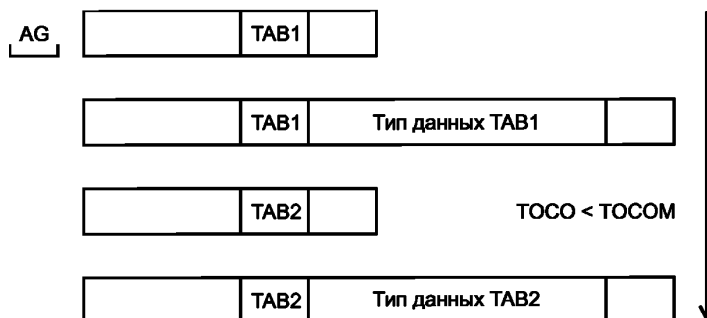 AG TAB1
TAB1 Тип данных TAB1
TAB2 TOCO < TOCOM
TAB2 Тип данных TAB2